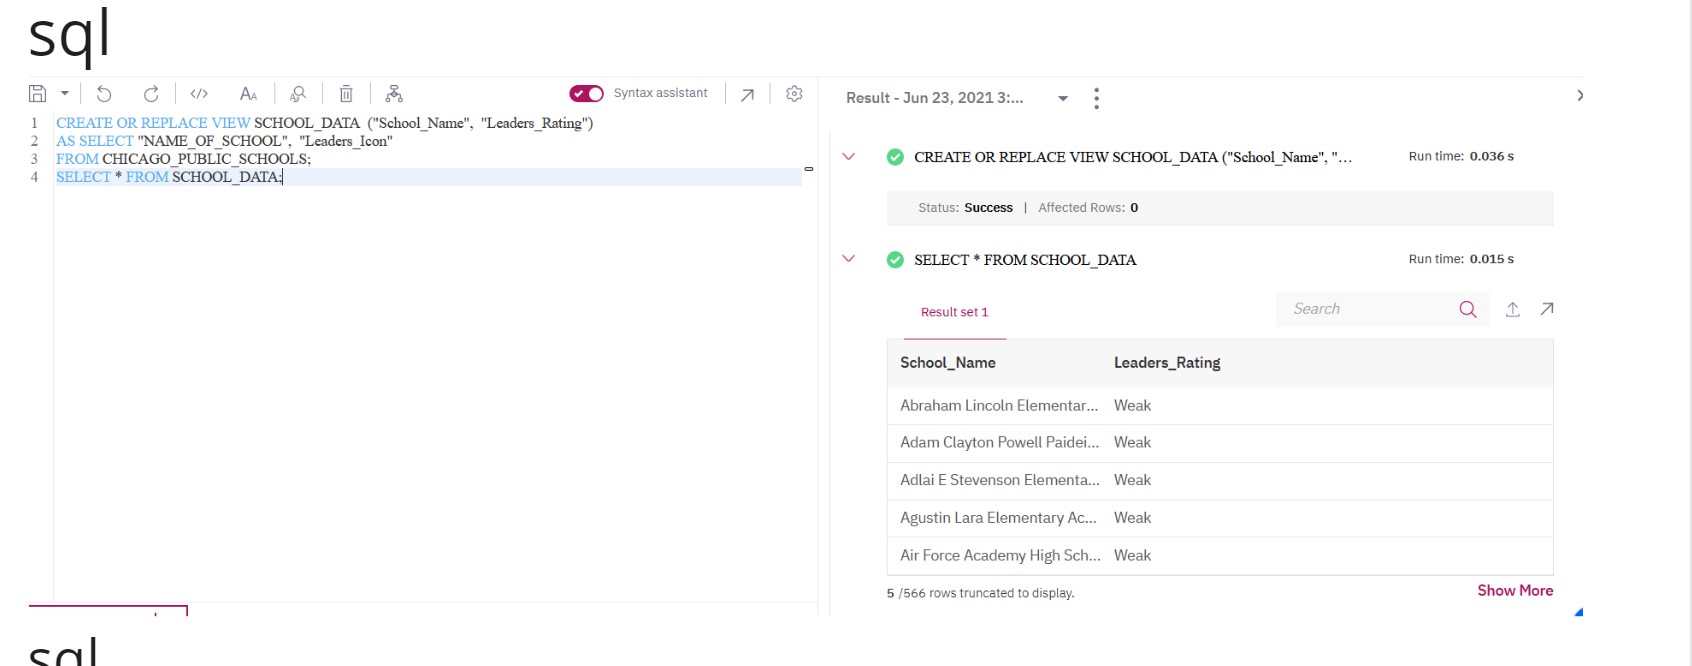 sql
Syntax assistant
1 CREATE OR REPLACE VIEW SCHOOL_DATA ("School_Name", "Leaders_Rating")
2 AS SELECT "NAME_OF_SCHOOL", "Leaders_Icon"
3 FROM CHICAGO_PUBLIC_SCHOOLS;
4 SELECT * FROM SCHOOL_DATA;
Result - Jun 23, 2021 3:...
CREATE OR REPLACE VIEW SCHOOL_DATA ("School_Name", "... Run time: 0.036 s
Status: Success | Affected Rows: 0
SELECT * FROM SCHOOL_DATA Run time: 0.015 s
Result set 1 Search
School_Name Leaders_Rating
Abraham Lincoln Elementar... Weak
Adam Clayton Powell Paidei... Weak
Adlai E Stevenson Elementa... Weak
Agustin Lara Elementary Ac... Weak
Air Force Academy High Sch... Weak
5 /566 rows truncated to display. Show More
sql